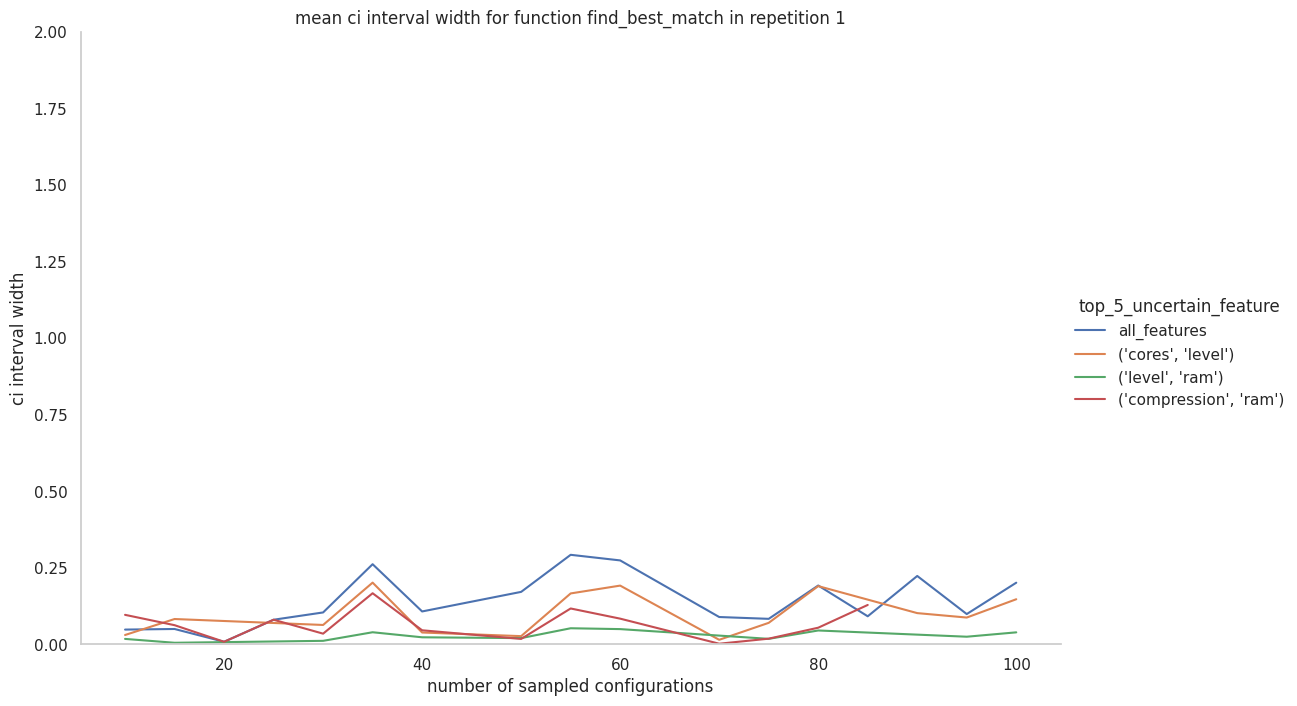 mean ci interval width for function find_best_match in repetition 1
2.00
1.75
1.50
1.25
1.00
0.75
0.50
0.25
0.00
ci interval width
20
40
60
80
100
number of sampled configurations
top_5_uncertain_feature
all_features
('cores', 'level')
('level', 'ram')
('compression', 'ram')